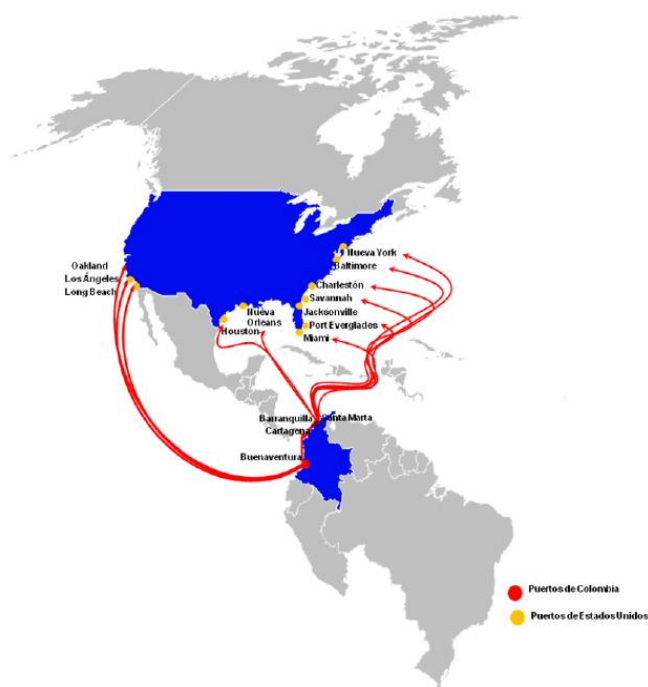 Nueva York
Baltimore
Oakland
Los Ángeles
Long Beach
Charlestón
Savannah
Jacksonville
Nueva
Orleans
Houston
Port Everglades
Miami
Barranquilla
Santa Marta
Cartagena
Buenaventura
Puertos de Colombia
Puertos de Estados Unidos